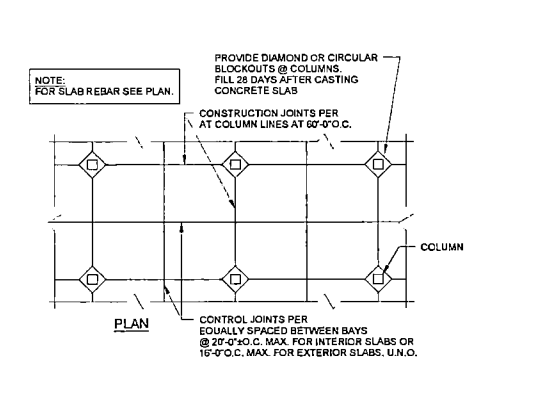 PROVIDE DIAMOND OR CIRCULAR
BLOCKOUTS @ COLUMNS.
FILL 28 DAYS AFTER CASTING
CONCRETE SLAB
NOTE:
FOR SLAB REBAR SEE PLAN.
CONSTRUCTION JOINTS PER
AT COLUMN LINES AT 60'-0"O.C.
COLUMN
CONTROL JOINTS PER
EQUALLY SPACED BETWEEN BAYS
@ 20'-0"±O.C. MAX. FOR INTERIOR SLABS OR
16'-0"O.C. MAX. FOR EXTERIOR SLABS, U.N.O.
PLAN